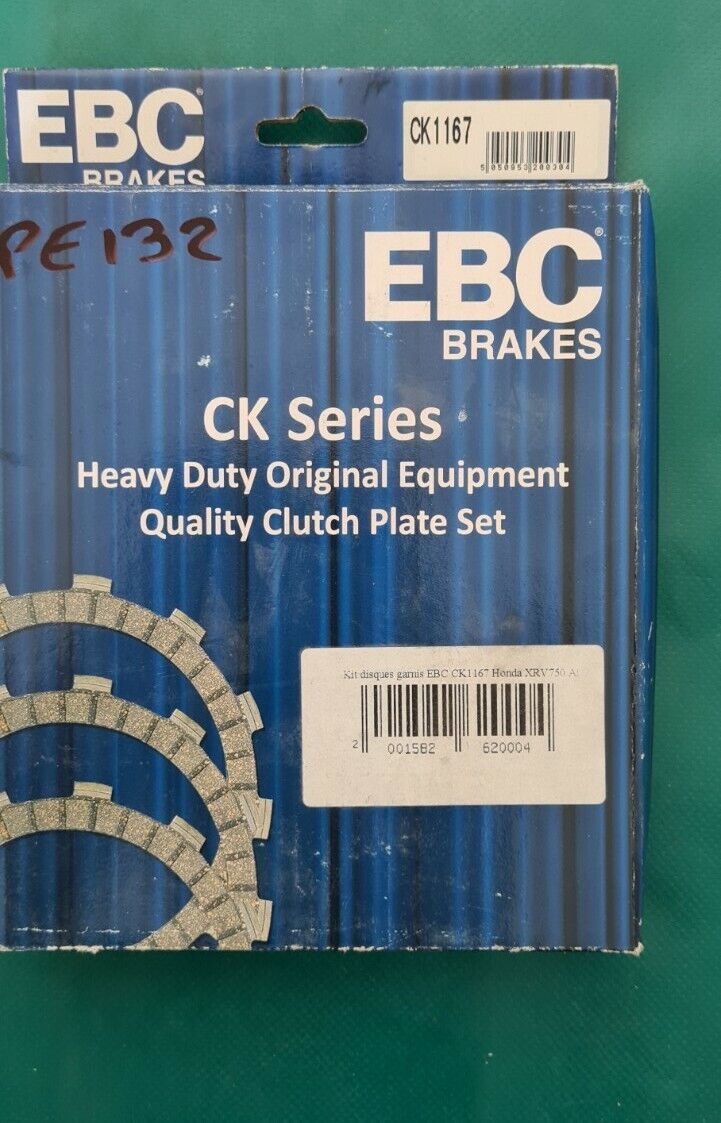 EBC®
BRAKES
CK1167
5 050953 200304
PE132
EBC®
BRAKES
CK Series
Heavy Duty Original Equipment
Quality Clutch Plate Set
Kit disques garnis EBC CK1167 Honda XRV750 A
2 001582 620004